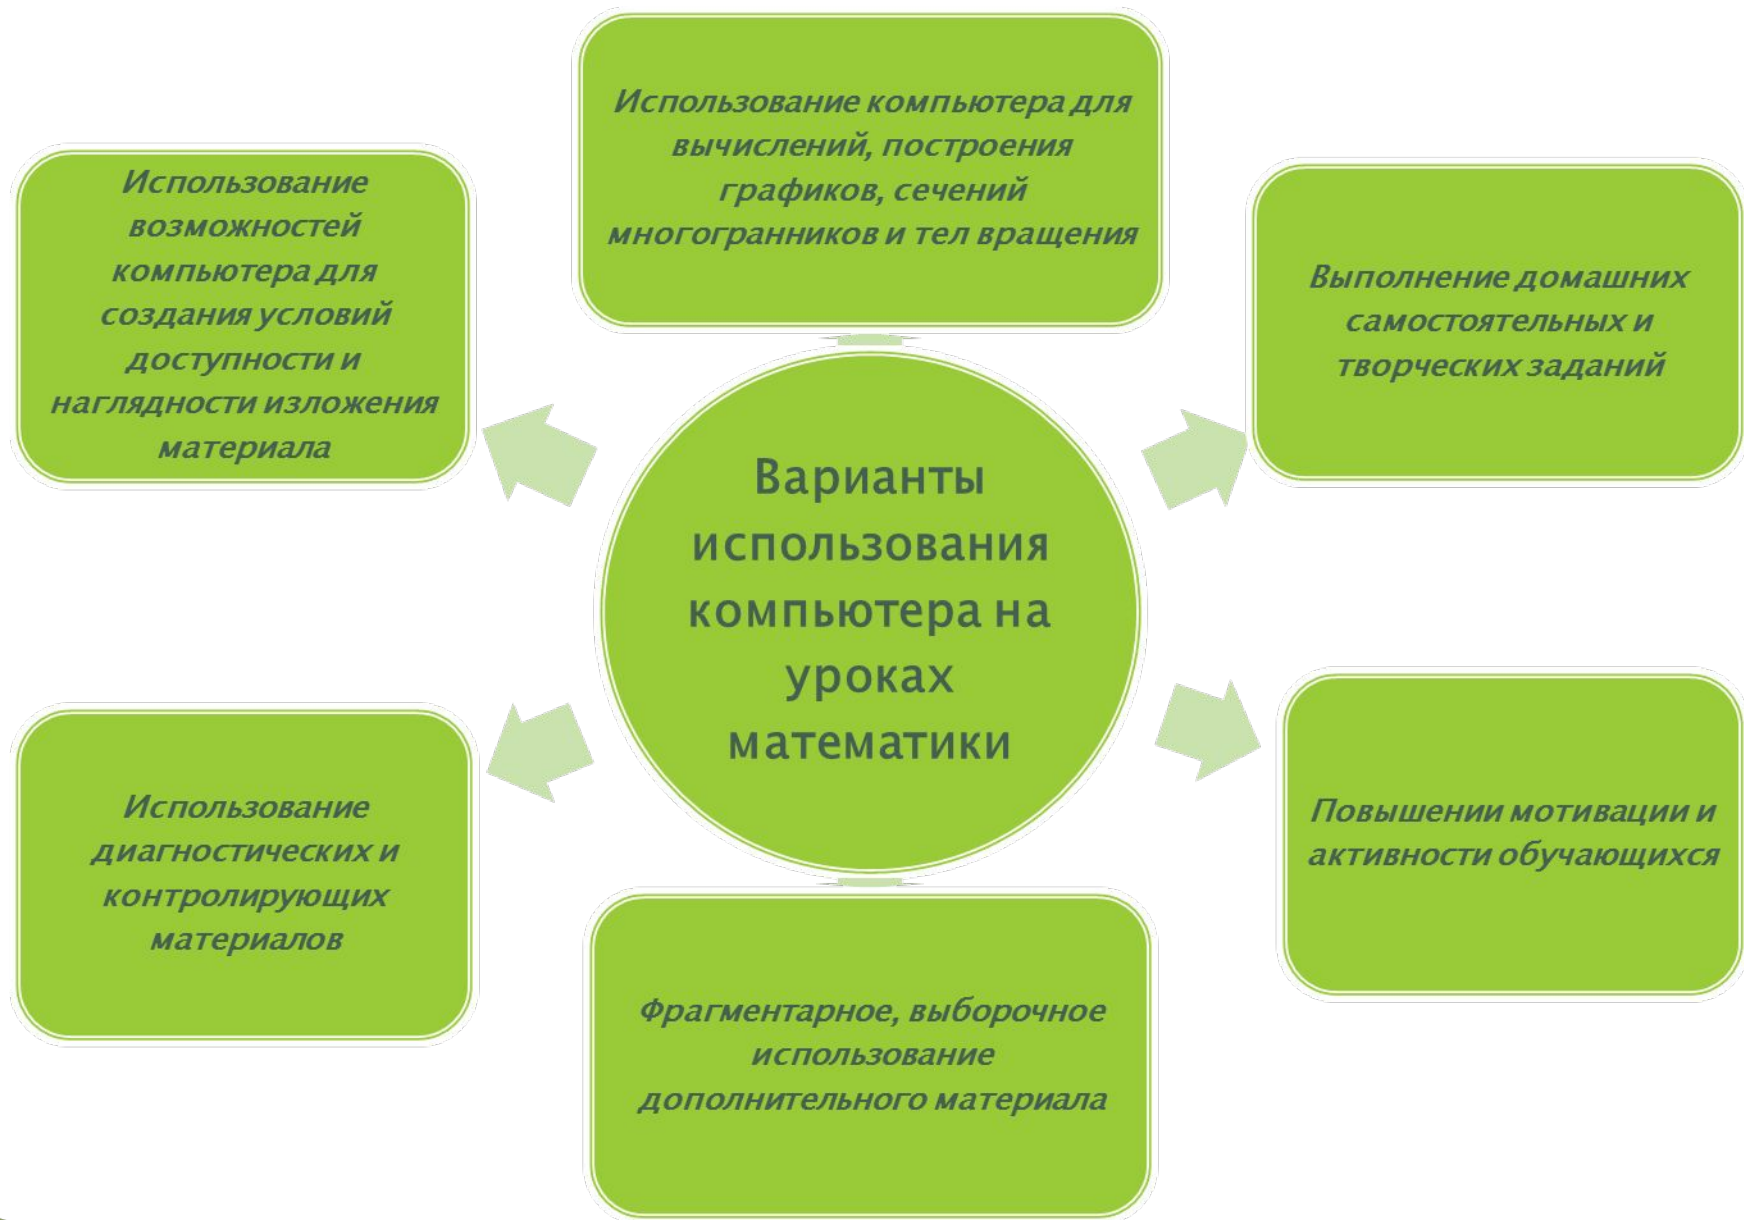 Использование компьютера для
вычислений, построения
графиков, сечений
многогранников и тел вращения
Использование
возможностей
компьютера для
создания условий
доступности и
наглядности изложения
материала
Выполнение домашних
самостоятельных и
творческих заданий
Варианты
использования
компьютера на
уроках
математики
Использование
диагностических и
контролирующих
материалов
Повышении мотивации и
активности обучающихся
Фрагментарное, выборочное
использование
дополнительного материала